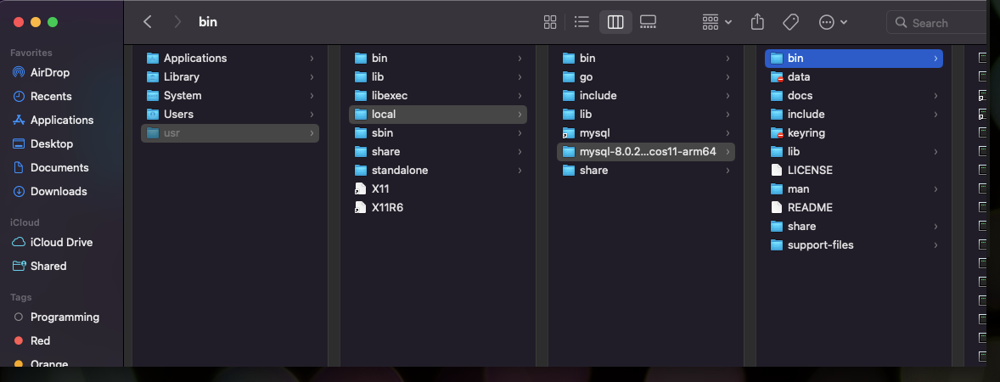 bin
Search
Favorites
AirDrop
Recents
Applications
Desktop
Documents
Downloads
iCloud
iCloud Drive
Shared
Tags
Programming
Red
Orange
Applications
Library
System
Users
usr
bin
lib
libexec
local
sbin
share
standalone
X11
X11R6
bin
go
include
lib
mysql
mysql-8.0.2...cos11-arm64
share
bin
data
docs
include
keyring
lib
LICENSE
man
README
share
support-files